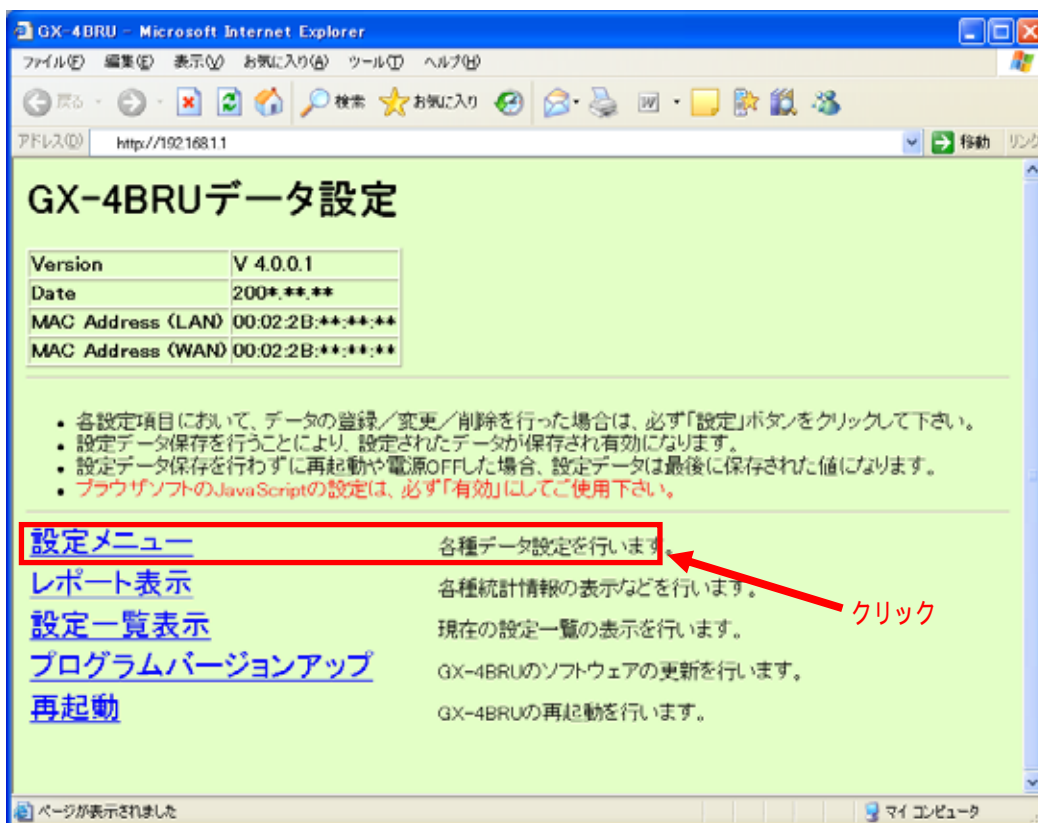 GX-4BRU - Microsoft Internet Explorer
ファイル(F) 編集(E) 表示(V) お気に入り(A) ツール(T) ヘルプ(H)
戻る 検索 お気に入り
アドレス(D) http://192.168.1.1 移動 リンク
GX-4BRUデータ設定
Version V 4.0.0.1
Date 200*.**.**
MAC Address (LAN) 00:02:2B:**:**:**
MAC Address (WAN) 00:02:2B:**:**:**
• 各設定項目において、データの登録／変更／削除を行った場合は、必ず「設定」ボタンをクリックして下さい。
• 設定データ保存を行うことにより、設定されたデータが保存され有効になります。
• 設定データ保存を行わずに再起動や電源OFFした場合、設定データは最後に保存された値になります。
• ブラウザソフトのJavaScriptの設定は、必ず「有効」にしてご使用下さい。
設定メニュー 各種データ設定を行います。
レポート表示 各種統計情報の表示などを行います。
クリック
設定一覧表示 現在の設定一覧の表示を行います。
プログラムバージョンアップ GX-4BRUのソフトウェアの更新を行います。
再起動 GX-4BRUの再起動を行います。
ページが表示されました マイ コンピュータ